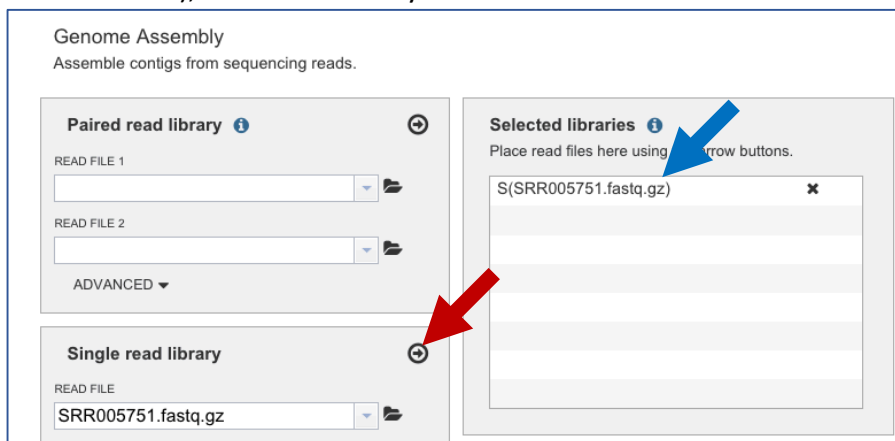 Genome Assembly
Assemble contigs from sequencing reads.
Paired read library
READ FILE 1
READ FILE 2
ADVANCED
Single read library
READ FILE
SRR005751.fastq.gz
Selected libraries
Place read files here using arrow buttons.
S(SRR005751.fastq.gz)